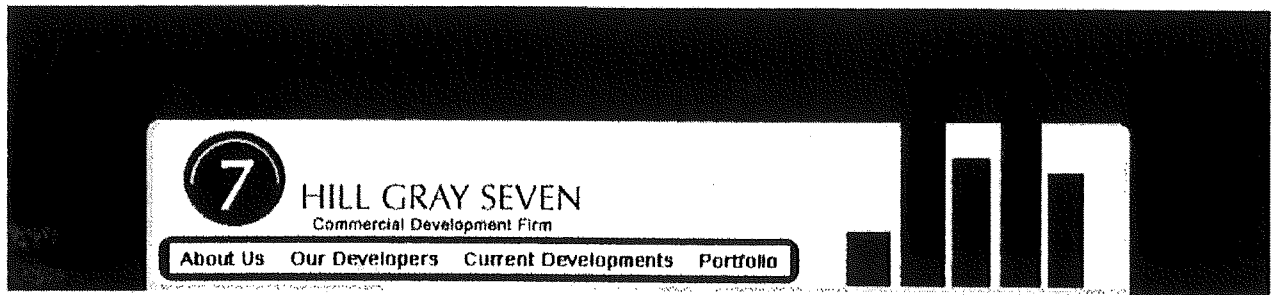 7
HILL GRAY SEVEN
Commercial Development Firm
About Us Our Developers Current Developments Portfolio